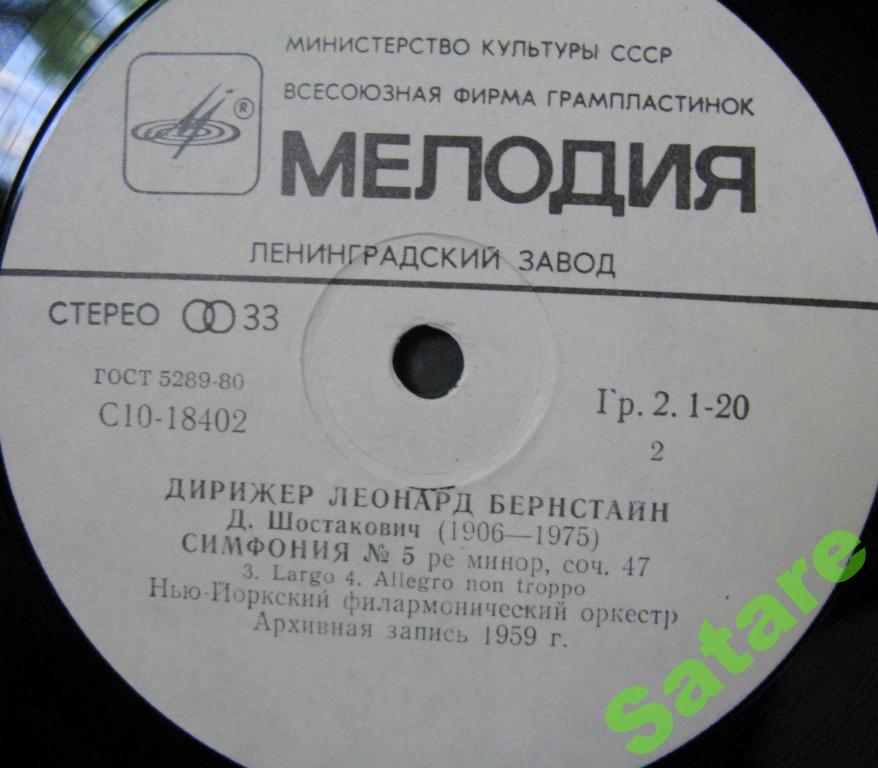 МИНИСТЕРСТВО КУЛЬТУРЫ СССР
ВСЕСОЮЗНАЯ ФИРМА ГРАМПЛАСТИНОК
®
МЕЛОДИЯ
ЛЕНИНГРАДСКИЙ ЗАВОД
СТЕРЕО 33
ГОСТ 5289-80
С10-18402
Гр. 2. 1-20
2
ДИРИЖЕР ЛЕОНАРД БЕРНСТАЙН
Д. Шостакович (1906—1975)
СИМФОНИЯ № 5 ре минор, соч. 47
3. Largo 4. Allegro non troppo
Нью-Йоркский филармонический оркестр
Архивная запись 1959 г.
Satare